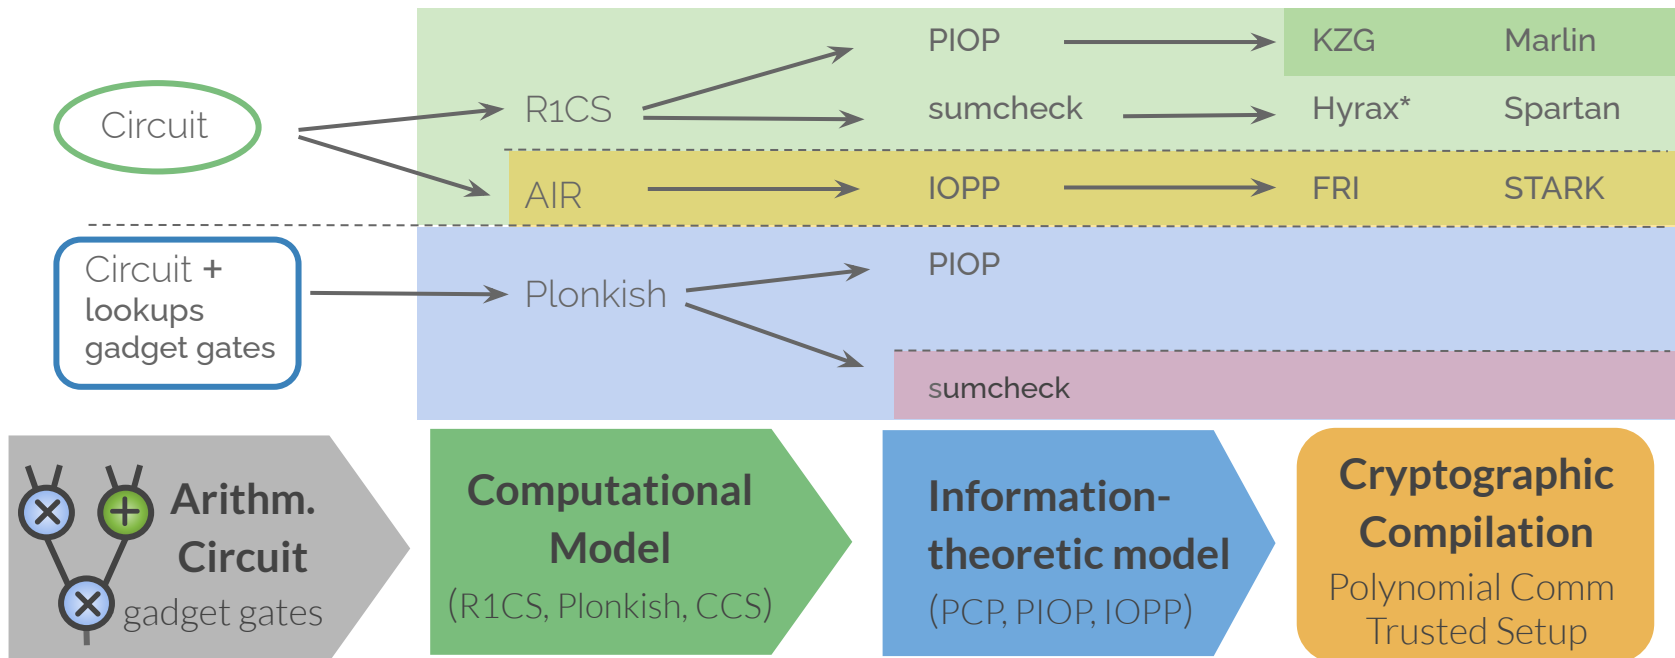 PIOP KZG Marlin
Circuit R1CS sumcheck Hyrax* Spartan
AIR IOPP FRI STARK
Circuit +
lookups
gadget gates
Plonkish
PIOP
sumcheck
Arithm.
Circuit
gadget gates
Computational
Model
(R1CS, Plonkish, CCS)
Information-
theoretic model
(PCP, PIOP, IOPP)
Cryptographic
Compilation
Polynomial Comm
Trusted Setup